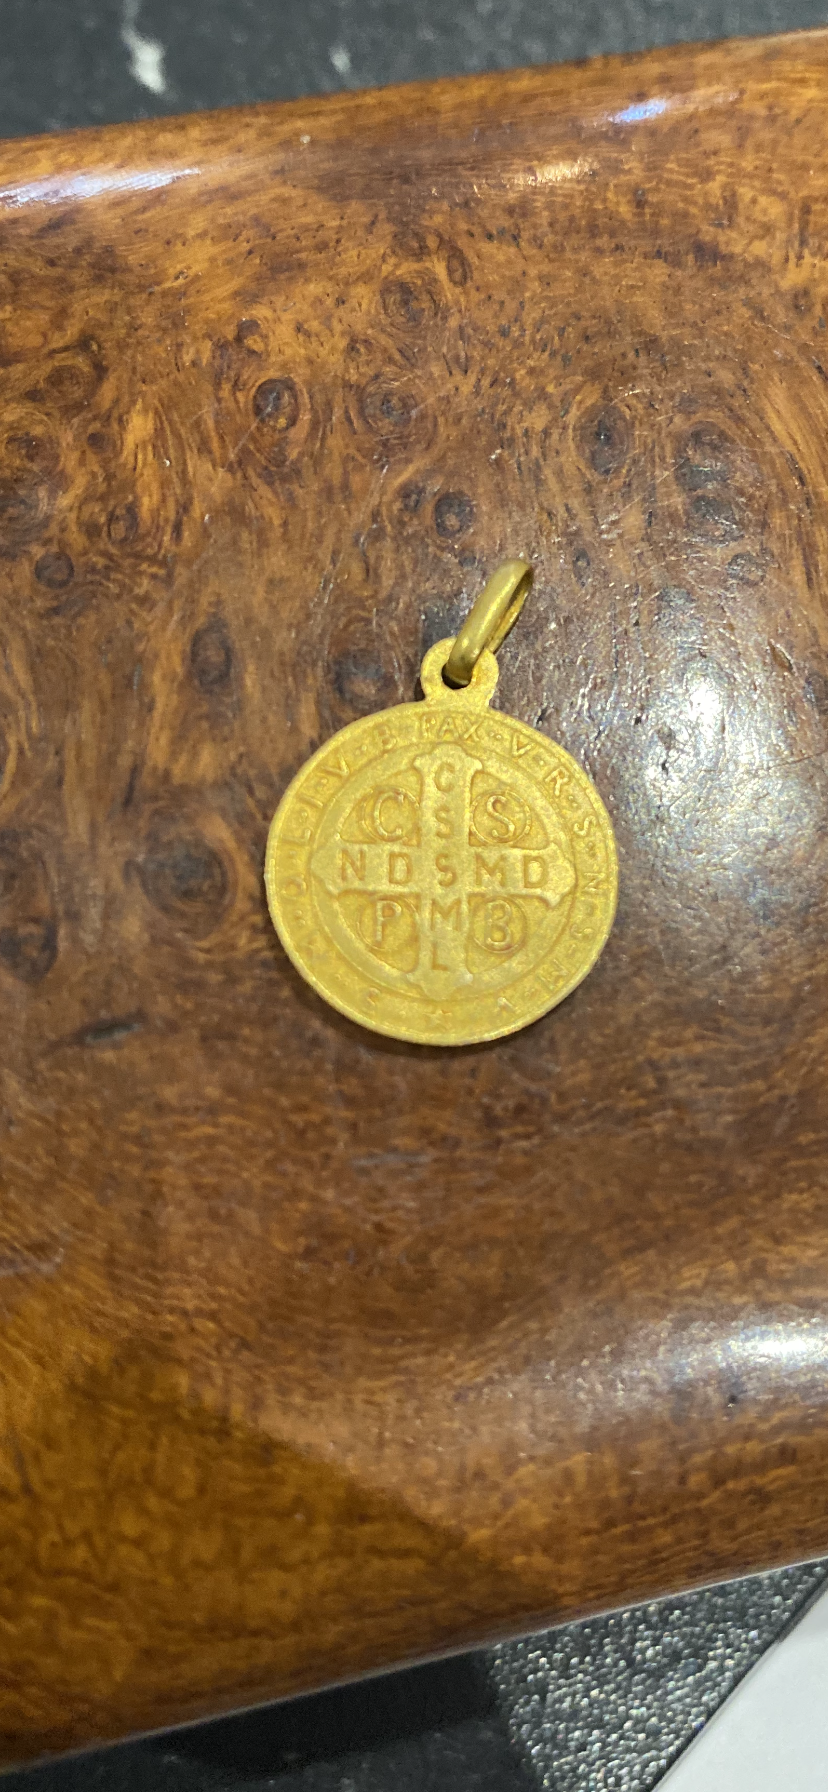 PAX · V · R · S · N · S · M · V · S · M · Q · L · I · V · B
C
C S S
N D S M D
P M B
L